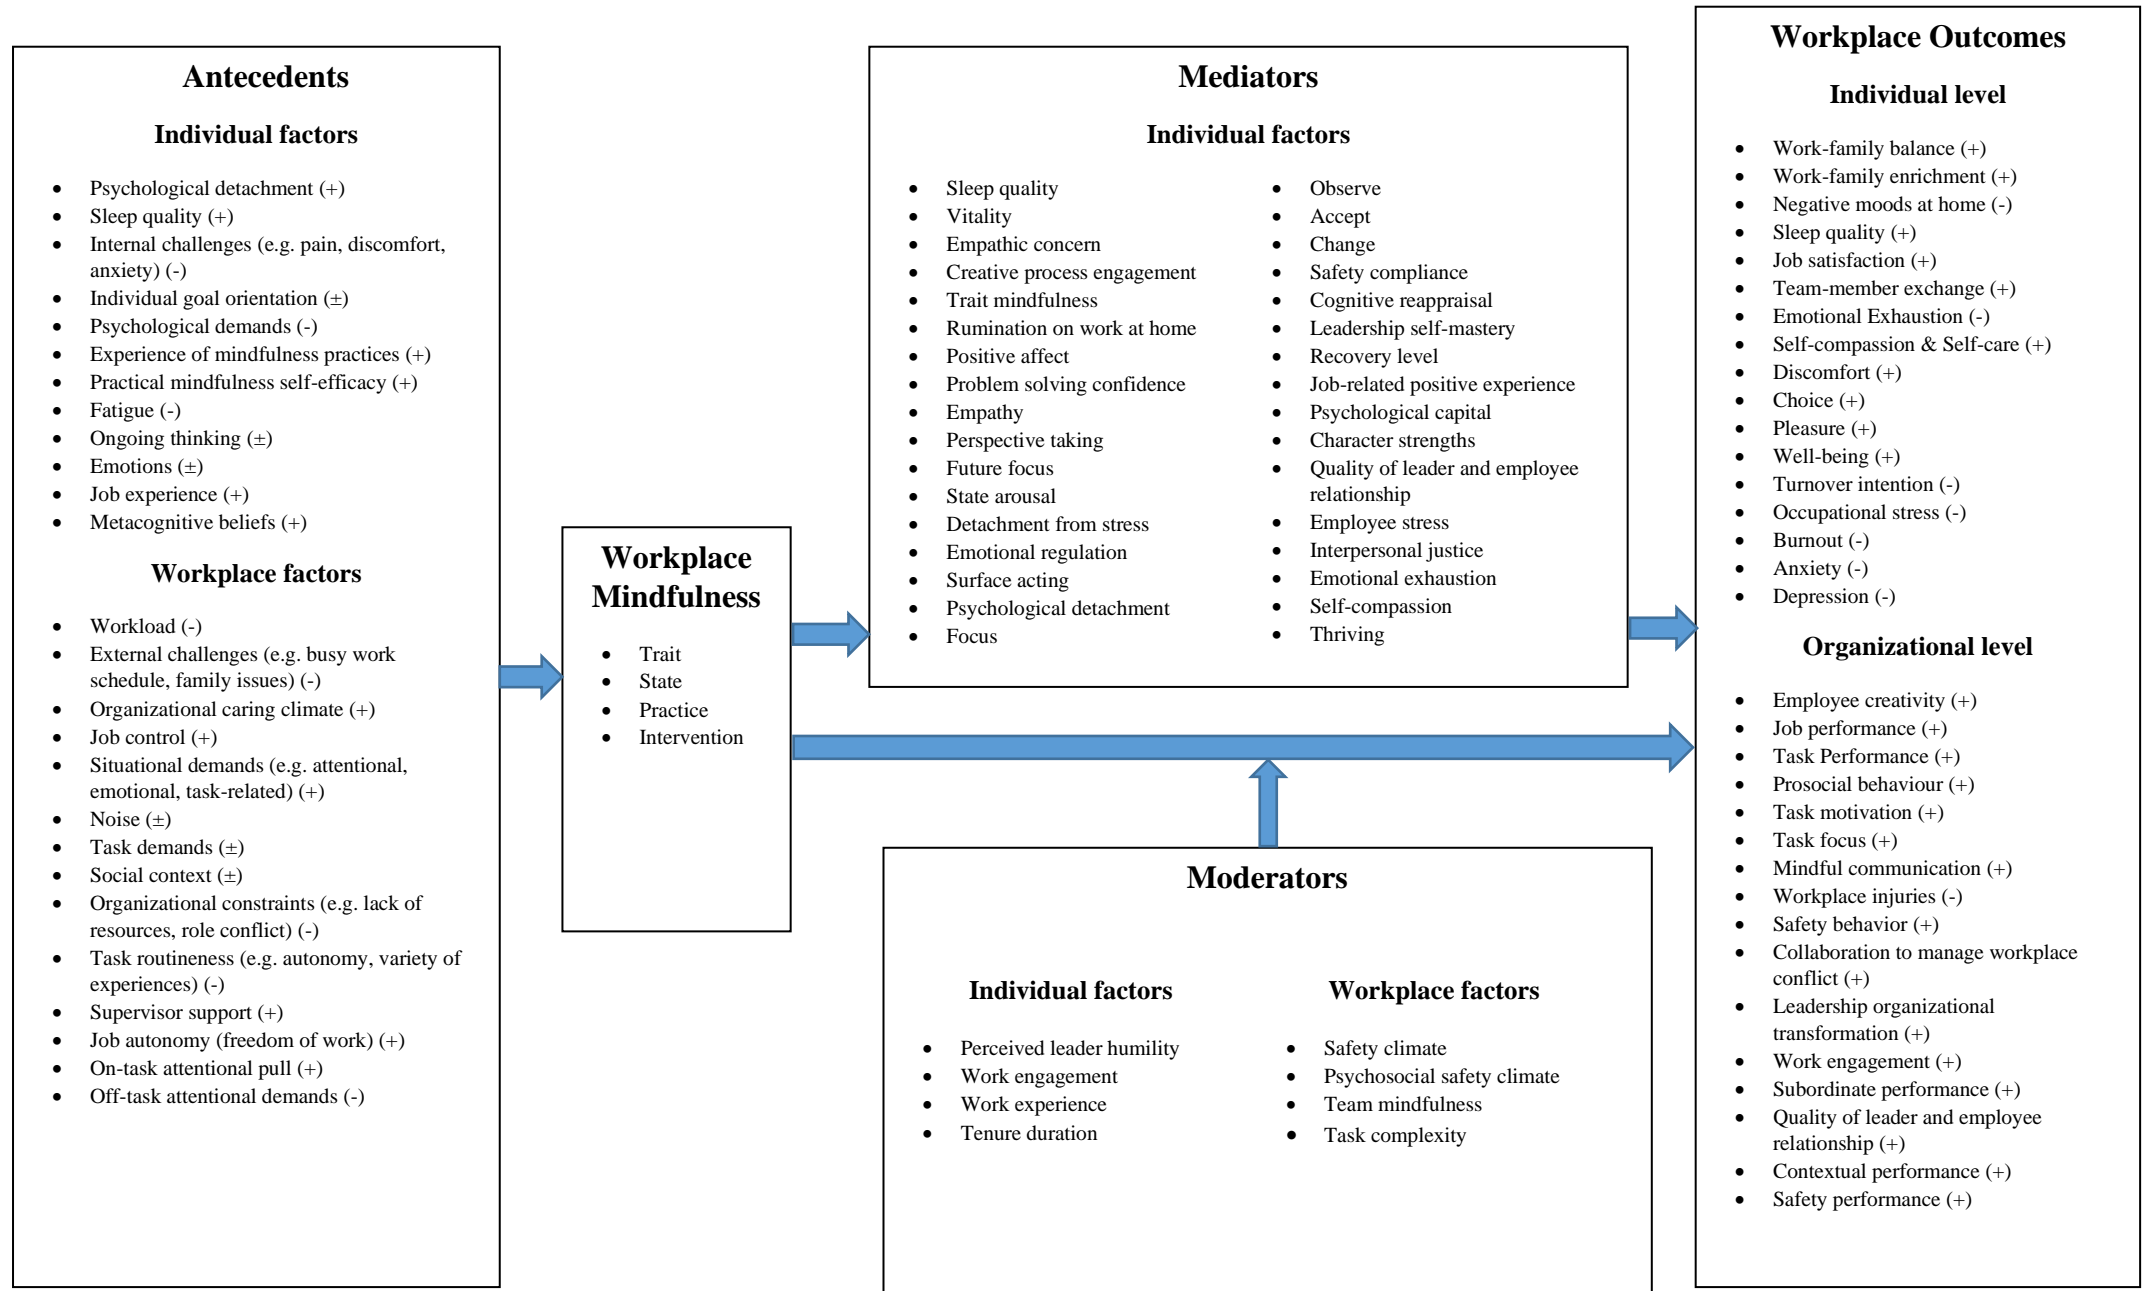 Antecedents
Individual factors
• Psychological detachment (+)
• Sleep quality (+)
• Internal challenges (e.g. pain, discomfort,
anxiety) (-)
• Individual goal orientation (±)
• Psychological demands (-)
• Experience of mindfulness practices (+)
• Practical mindfulness self-efficacy (+)
• Fatigue (-)
• Ongoing thinking (±)
• Emotions (±)
• Job experience (+)
• Metacognitive beliefs (+)
Workplace factors
• Workload (-)
• External challenges (e.g. busy work
schedule, family issues) (-)
• Organizational caring climate (+)
• Job control (+)
• Situational demands (e.g. attentional,
emotional, task-related) (+)
• Noise (±)
• Task demands (±)
• Social context (±)
• Organizational constraints (e.g. lack of
resources, role conflict) (-)
• Task routineness (e.g. autonomy, variety of
experiences) (-)
• Supervisor support (+)
• Job autonomy (freedom of work) (+)
• On-task attentional pull (+)
• Off-task attentional demands (-)
Workplace
Mindfulness
• Trait
• State
• Practice
• Intervention
Mediators
Individual factors
• Sleep quality
• Vitality
• Empathic concern
• Creative process engagement
• Trait mindfulness
• Rumination on work at home
• Positive affect
• Problem solving confidence
• Empathy
• Perspective taking
• Future focus
• State arousal
• Detachment from stress
• Emotional regulation
• Surface acting
• Psychological detachment
• Focus
• Observe
• Accept
• Change
• Safety compliance
• Cognitive reappraisal
• Leadership self-mastery
• Recovery level
• Job-related positive experience
• Psychological capital
• Character strengths
• Quality of leader and employee
relationship
• Employee stress
• Interpersonal justice
• Emotional exhaustion
• Self-compassion
• Thriving
Moderators
Individual factors
• Perceived leader humility
• Work engagement
• Work experience
• Tenure duration
Workplace factors
• Safety climate
• Psychosocial safety climate
• Team mindfulness
• Task complexity
Workplace Outcomes
Individual level
• Work-family balance (+)
• Work-family enrichment (+)
• Negative moods at home (-)
• Sleep quality (+)
• Job satisfaction (+)
• Team-member exchange (+)
• Emotional Exhaustion (-)
• Self-compassion & Self-care (+)
• Discomfort (+)
• Choice (+)
• Pleasure (+)
• Well-being (+)
• Turnover intention (-)
• Occupational stress (-)
• Burnout (-)
• Anxiety (-)
• Depression (-)
Organizational level
• Employee creativity (+)
• Job performance (+)
• Task Performance (+)
• Prosocial behaviour (+)
• Task motivation (+)
• Task focus (+)
• Mindful communication (+)
• Workplace injuries (-)
• Safety behavior (+)
• Collaboration to manage workplace
conflict (+)
• Leadership organizational
transformation (+)
• Work engagement (+)
• Subordinate performance (+)
• Quality of leader and employee
relationship (+)
• Contextual performance (+)
• Safety performance (+)